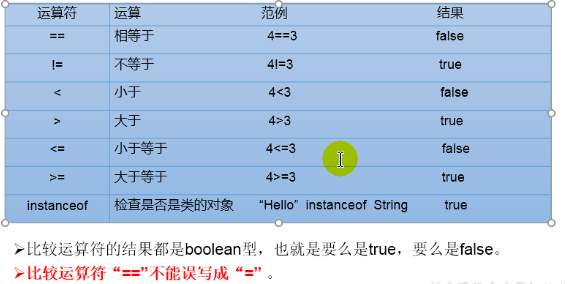 运算符 运算 范例 结果
== 相等于 4==3 false
!= 不等于 4!=3 true
< 小于 4<3 false
> 大于 4>3 true
<= 小于等于 4<=3 false
>= 大于等于 4>=3 true
instanceof 检查是否是类的对象 “Hello” instanceof String true
➢比较运算符的结果都是boolean型，也就是要么是true，要么是false。
➢比较运算符“==”不能误写成“=” 。